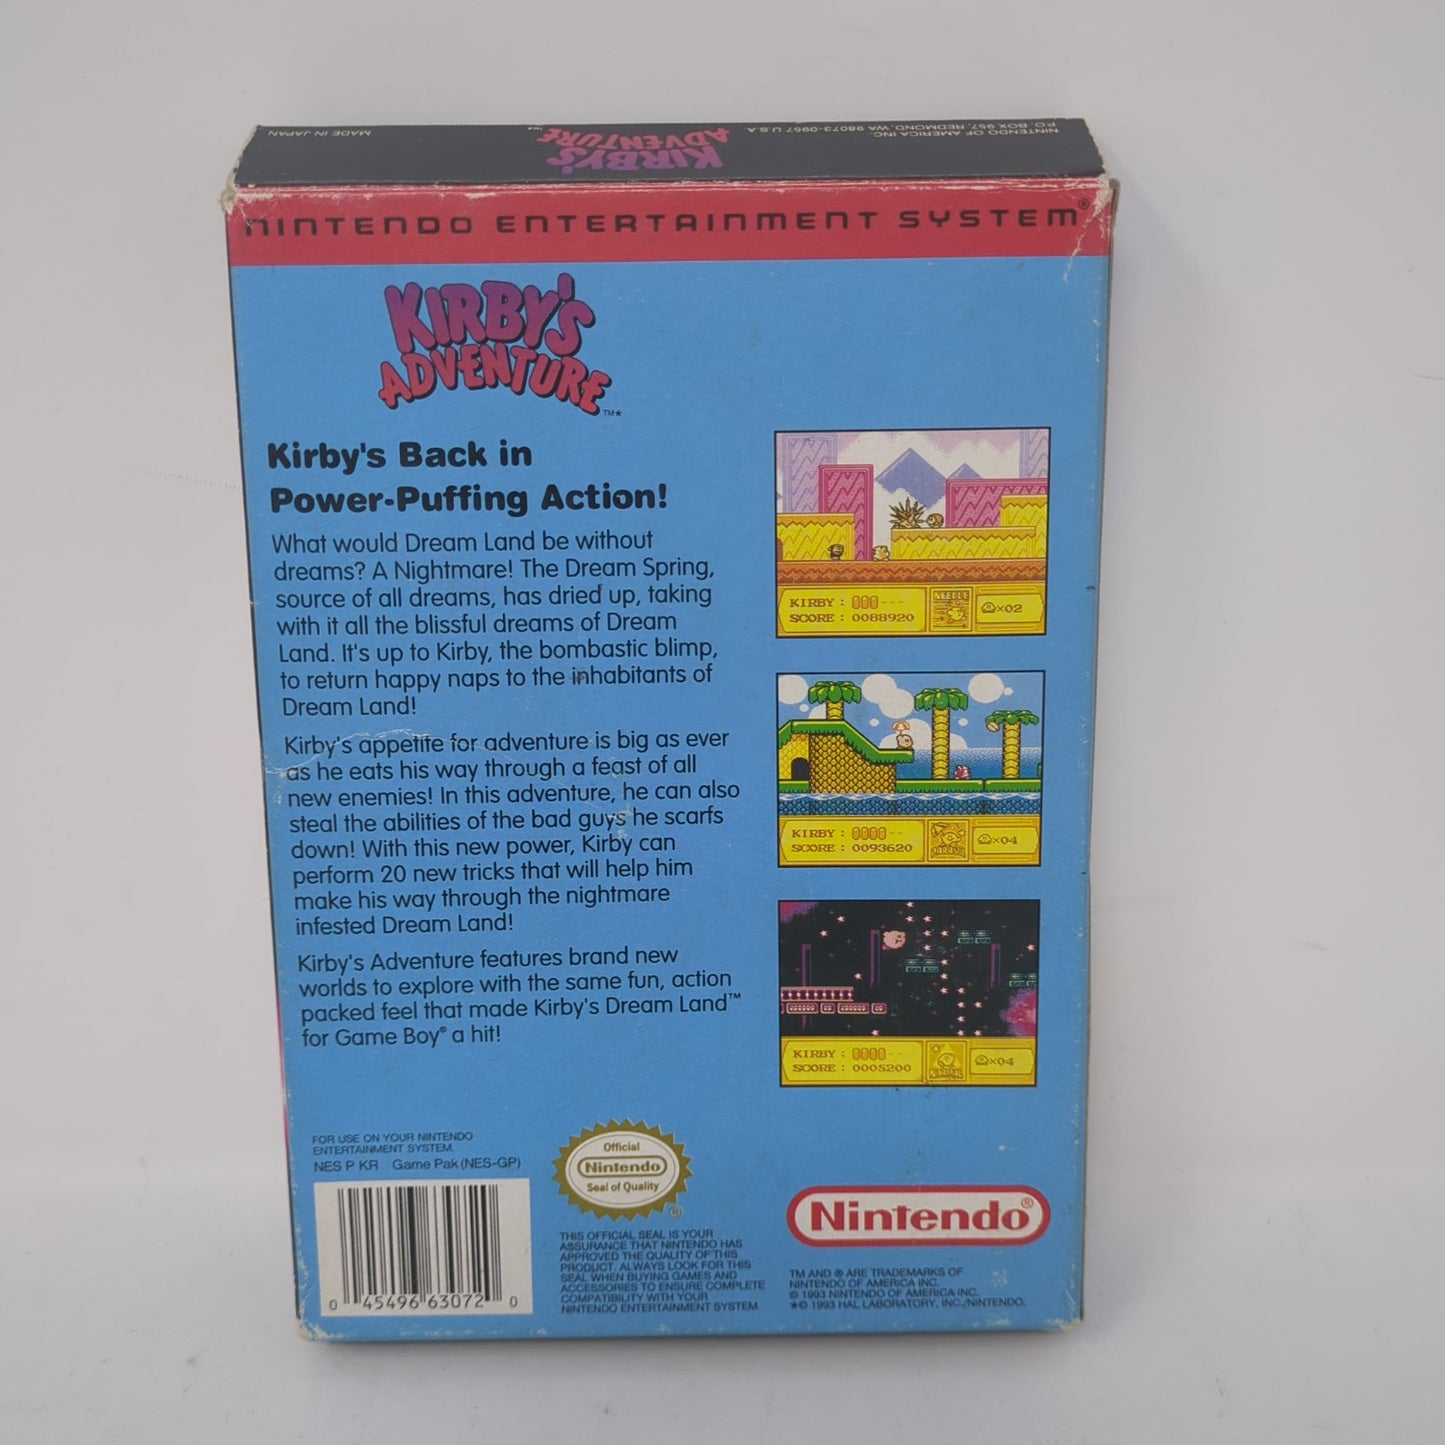 NINTENDO OF AMERICA INC.
P.O. BOX 957, REDMOND, WA 98073-0957 U.S.A.
KIRBY'S
ADVENTURE
TM*
MADE IN JAPAN
NINTENDO ENTERTAINMENT SYSTEM®
KIRBY'S
ADVENTURE
TM*
Kirby's Back in
Power-Puffing Action!
What would Dream Land be without
dreams? A Nightmare! The Dream Spring,
source of all dreams, has dried up, taking
with it all the blissful dreams of Dream
Land. It's up to Kirby, the bombastic blimp,
to return happy naps to the inhabitants of
Dream Land!
Kirby's appetite for adventure is big as ever
as he eats his way through a feast of all
new enemies! In this adventure, he can also
steal the abilities of the bad guys he scarfs
down! With this new power, Kirby can
perform 20 new tricks that will help him
make his way through the nightmare
infested Dream Land!
Kirby's Adventure features brand new
worlds to explore with the same fun, action
packed feel that made Kirby's Dream Land™
for Game Boy® a hit!
KIRBY :
SCORE : 0088920
NEEDLE
×02
KIRBY :
SCORE : 0093620
PARASOL
×04
KIRBY :
SCORE : 0005200
NORMAL
×04
FOR USE ON YOUR NINTENDO
ENTERTAINMENT SYSTEM.
NES P KR Game Pak (NES-GP)
0 45496 63072 0
Official
Nintendo
Seal of Quality
®
THIS OFFICIAL SEAL IS YOUR
ASSURANCE THAT NINTENDO HAS
APPROVED THE QUALITY OF THIS
PRODUCT. ALWAYS LOOK FOR THIS
SEAL WHEN BUYING GAMES AND
ACCESSORIES TO ENSURE COMPLETE
COMPATIBILITY WITH YOUR
NINTENDO ENTERTAINMENT SYSTEM.
Nintendo®
TM AND ® ARE TRADEMARKS OF
NINTENDO OF AMERICA INC.
© 1993 NINTENDO OF AMERICA INC.
★© 1993 HAL LABORATORY, INC./NINTENDO.